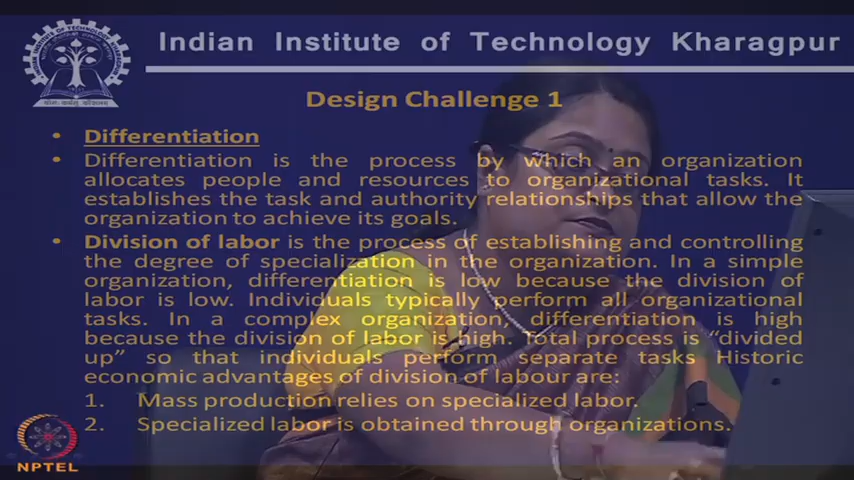 Indian Institute of Technology Kharagpur
Design Challenge 1
• Differentiation
• Differentiation is the process by which an organization
allocates people and resources to organizational tasks. It
establishes the task and authority relationships that allow the
organization to achieve its goals.
• Division of labor is the process of establishing and controlling
the degree of specialization in the organization. In a simple
organization, differentiation is low because the division of
labor is low. Individuals typically perform all organizational
tasks. In a complex organization, differentiation is high
because the division of labor is high. Total process is “divided
up” so that individuals perform separate tasks Historic
economic advantages of division of labour are:
1. Mass production relies on specialized labor.
2. Specialized labor is obtained through organizations.
NPTEL